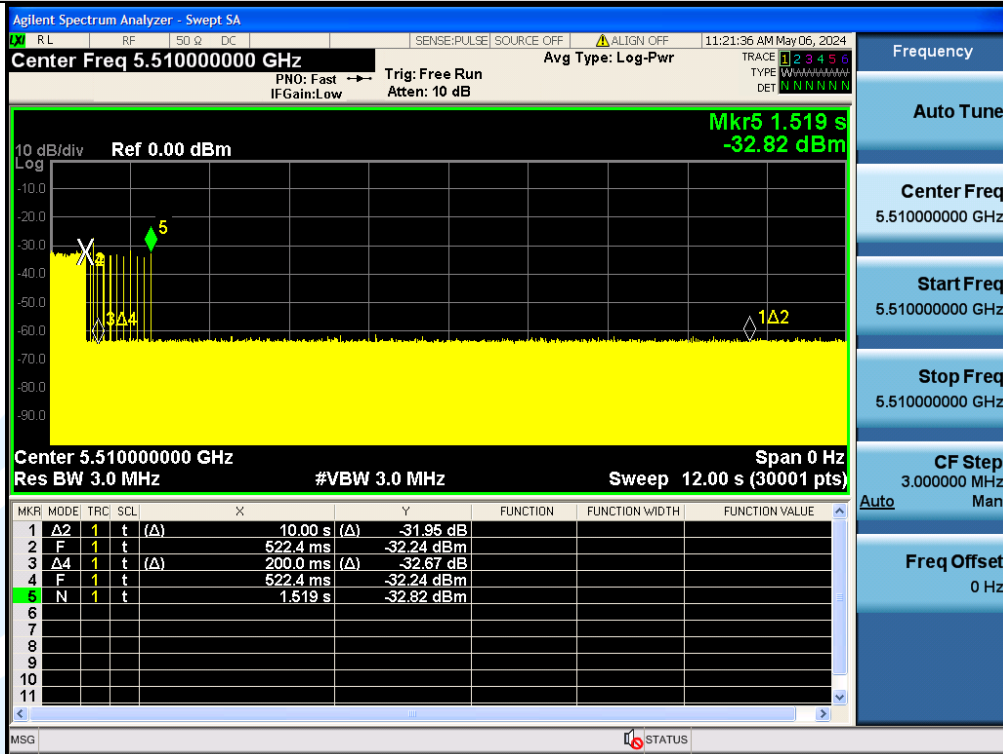 Agilent Spectrum Analyzer - Swept SA
LXI RL RF 50 Ω DC SENSE:PULSE SOURCE OFF ALIGN OFF 11:21:36 AM May 06, 2024
Center Freq 5.510000000 GHz
PNO: Fast
IFGain:Low
Trig: Free Run
Atten: 10 dB
Avg Type: Log-Pwr
TRACE 1 2 3 4 5 6
TYPE
DET N N N N N N
Mkr5 1.519 s
-32.82 dBm
10 dB/div Ref 0.00 dBm
Log
-10.0
-20.0
-30.0
-40.0
-50.0
-60.0
-70.0
-80.0
-90.0
5
3Δ4
1Δ2
Center 5.510000000 GHz Span 0 Hz
Res BW 3.0 MHz #VBW 3.0 MHz Sweep 12.00 s (30001 pts)
MKR MODE TRC SCL X Y FUNCTION FUNCTION WIDTH FUNCTION VALUE
1 Δ2 1 t (Δ) 10.00 s (Δ) -31.95 dB
2 F 1 t 522.4 ms -32.24 dBm
3 Δ4 1 t (Δ) 200.0 ms (Δ) -32.67 dB
4 F 1 t 522.4 ms -32.24 dBm
5 N 1 t 1.519 s -32.82 dBm
6
7
8
9
10
11
MSG STATUS
Frequency
Auto Tune
Center Freq
5.510000000 GHz
Start Freq
5.510000000 GHz
Stop Freq
5.510000000 GHz
CF Step
3.000000 MHz
Auto Man
Freq Offset
0 Hz